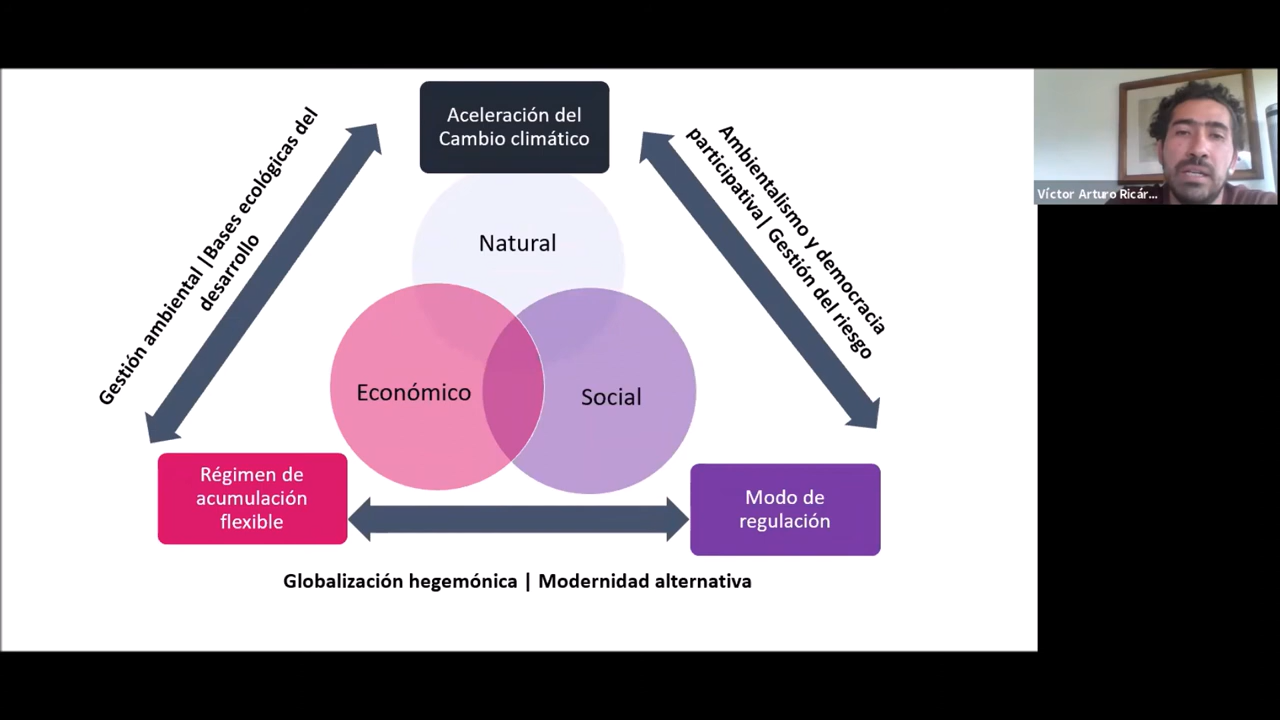 Aceleración del
Cambio climático
Gestión ambiental |Bases ecológicas del
desarrollo
Ambientalismo y democracia
participativa| Gestión del riesgo
Natural
Económico
Social
Régimen de
acumulación
flexible
Modo de
regulación
Globalización hegemónica | Modernidad alternativa
Víctor Arturo Ricár...